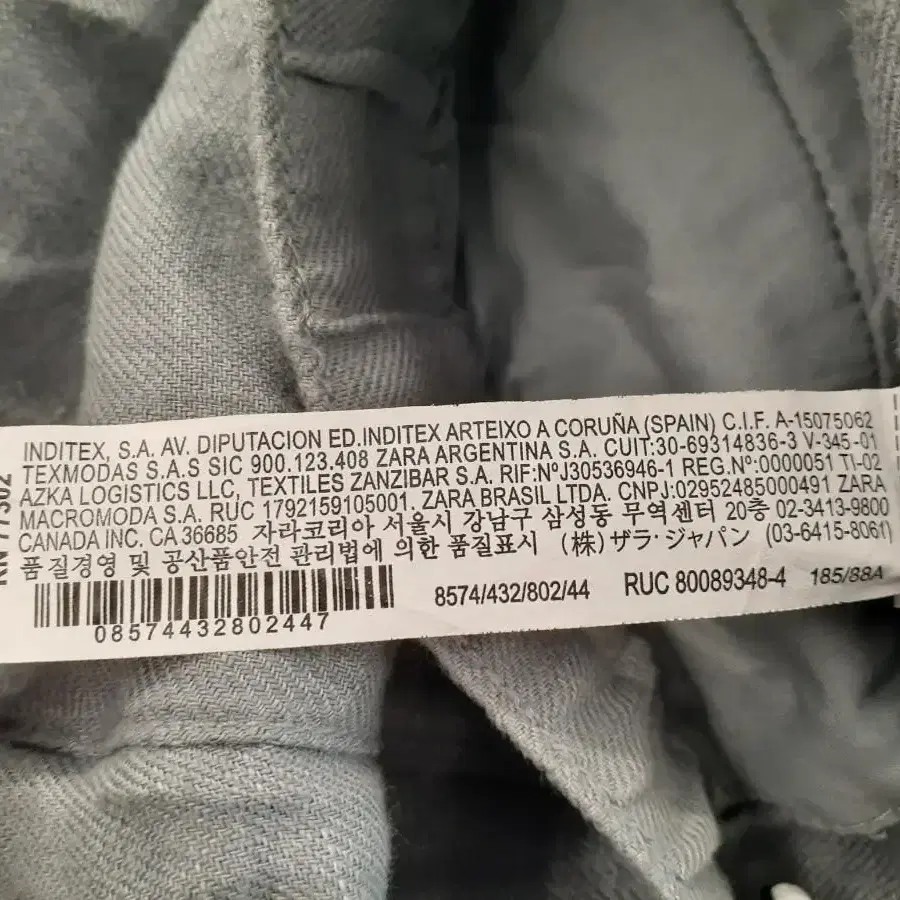 INDITEX, S.A. AV. DIPUTACION ED.INDITEX ARTEIXO A CORUÑA (SPAIN) C.I.F. A-15075062
TEXMODAS S.A.S SIC 900.123.408 ZARA ARGENTINA S.A. CUIT:30-69314836-3 V-345-01
AZKA LOGISTICS LLC, TEXTILES ZANZIBAR S.A. RIF:NºJ30536946-1 REG.Nº:0000051 TI-02
MACROMODA S.A. RUC 1792159105001. ZARA BRASIL LTDA. CNPJ:02952485000491 ZARA
CANADA INC. CA 36685 자라코리아 서울시 강남구 삼성동 무역센터 20층 02-3413-9800
품질경영 및 공산품안전 관리법에 의한 품질표시 (株)ザラ・ジャパン (03-6415-8061)
8574/432/802/44 RUC 80089348-4 185/88A
08574432802447
RN 77302